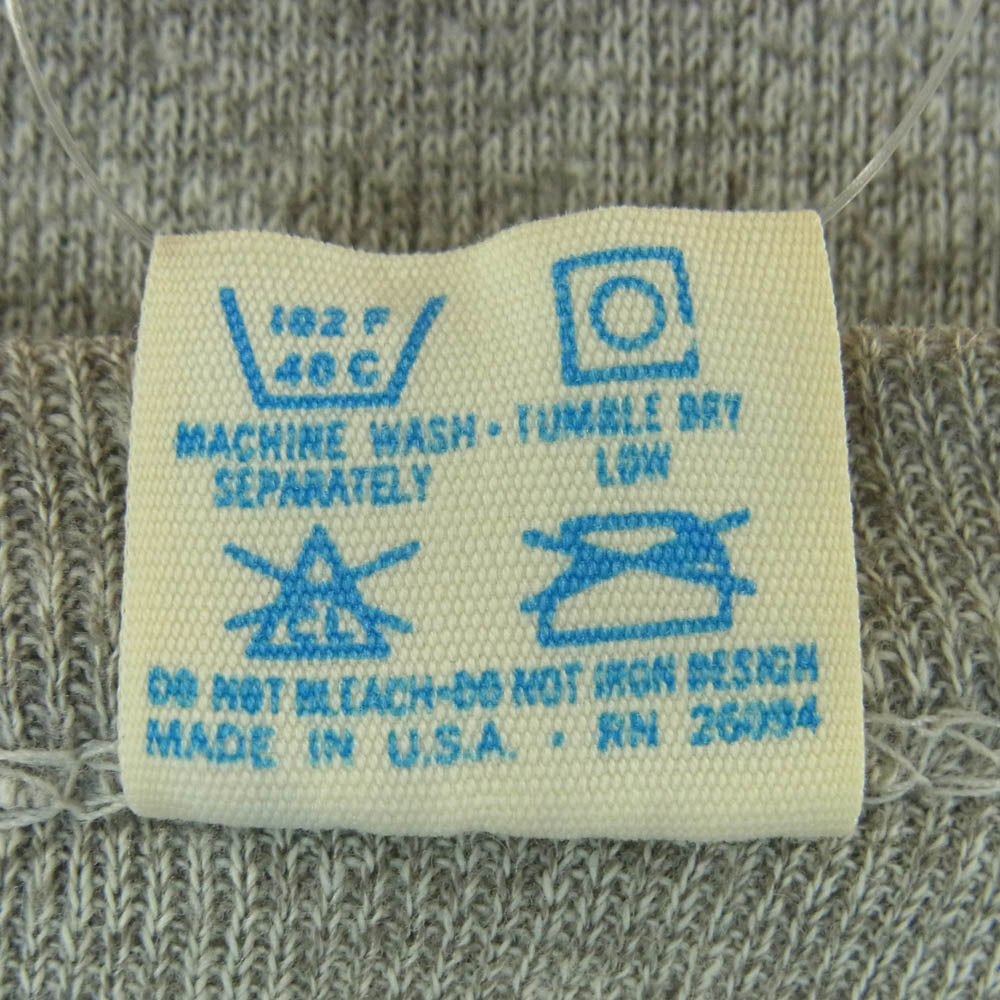 102 F
40 C
MACHINE WASH • TUMBLE DRY
SEPARATELY LOW
CL
DO NOT BLEACH-DO NOT IRON DESIGN
MADE IN U.S.A. • RN 26094